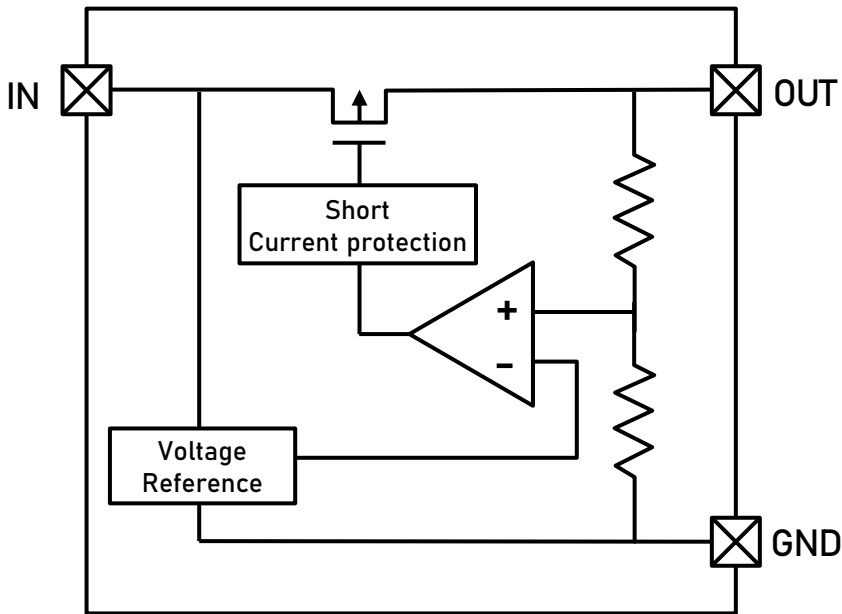 IN
OUT
Short
Current protection
+
-
Voltage
Reference
GND